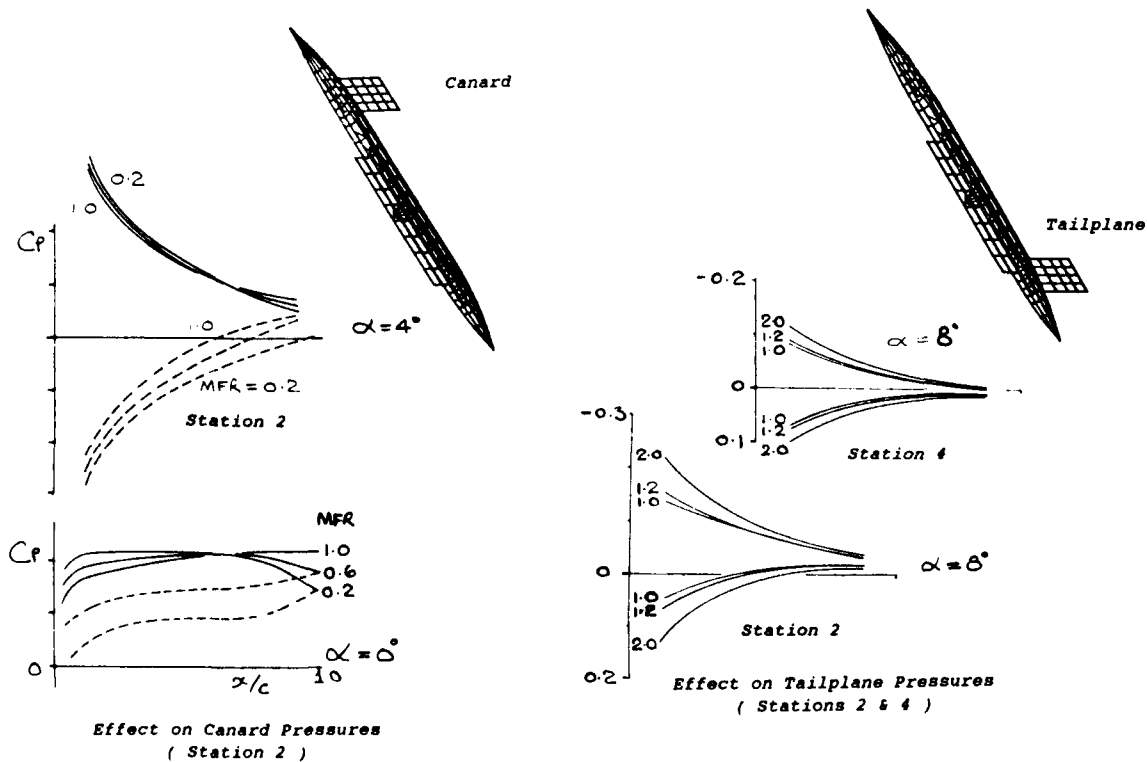 Canard
0.2
1.0
Cp
1.0
α=4°
MFR=0.2
Station 2
MFR
Cp
1.0
0.6
0.2
0
α=0°
x/c
1.0
Effect on Canard Pressures
( Station 2 )
Tailplane
-0.2
2.0
1.2
1.0
α=8°
0
1.0
1.2
2.0
0.1
Station 4
-0.3
2.0
1.2
1.0
0
α=8°
1.0
1.2
2.0
Station 2
0.2
Effect on Tailplane Pressures
( Stations 2 & 4 )